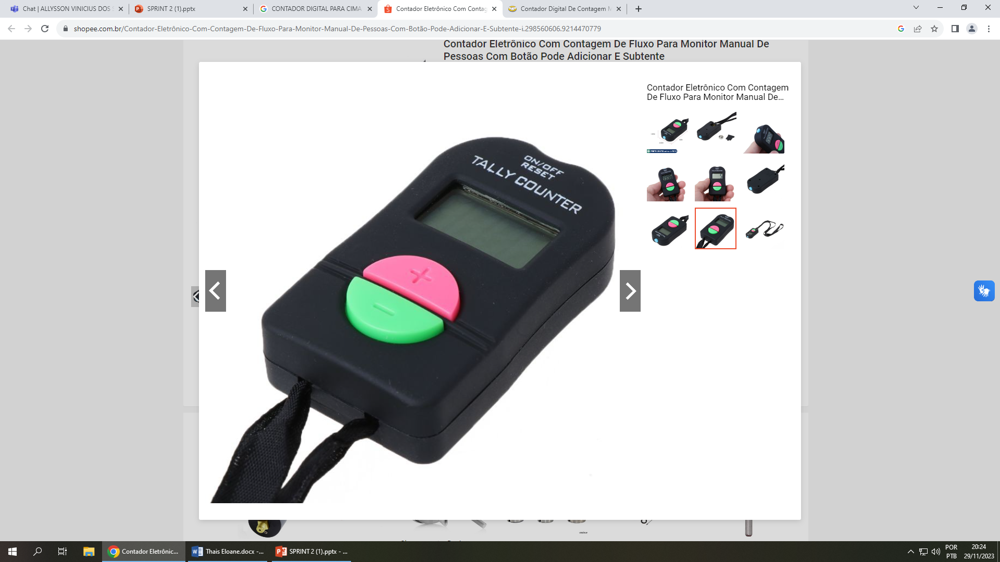 Chat | ALLYSSON VINICIUS DOS S
SPRINT 2 (1).pptx
CONTADOR DIGITAL PARA CIMA
Contador Eletrônico Com Contag
Contador Digital De Contagem M
shopee.com.br/Contador-Eletrônico-Com-Contagem-De-Fluxo-Para-Monitor-Manual-De-Pessoas-Com-Botão-Pode-Adicionar-E-Subtente-i.298560606.9214470779
Contador Eletrônico Com Contagem De Fluxo Para Monitor Manual De
Pessoas Com Botão Pode Adicionar E Subtente
Contador Eletrônico Com Contagem
De Fluxo Para Monitor Manual De...
ON/OFF
RESET
TALLY COUNTER
+
−
Contador Eletrônic...
Thais Eloane.docx -...
SPRINT 2 (1).pptx - ...
POR
PTB
20:24
29/11/2023